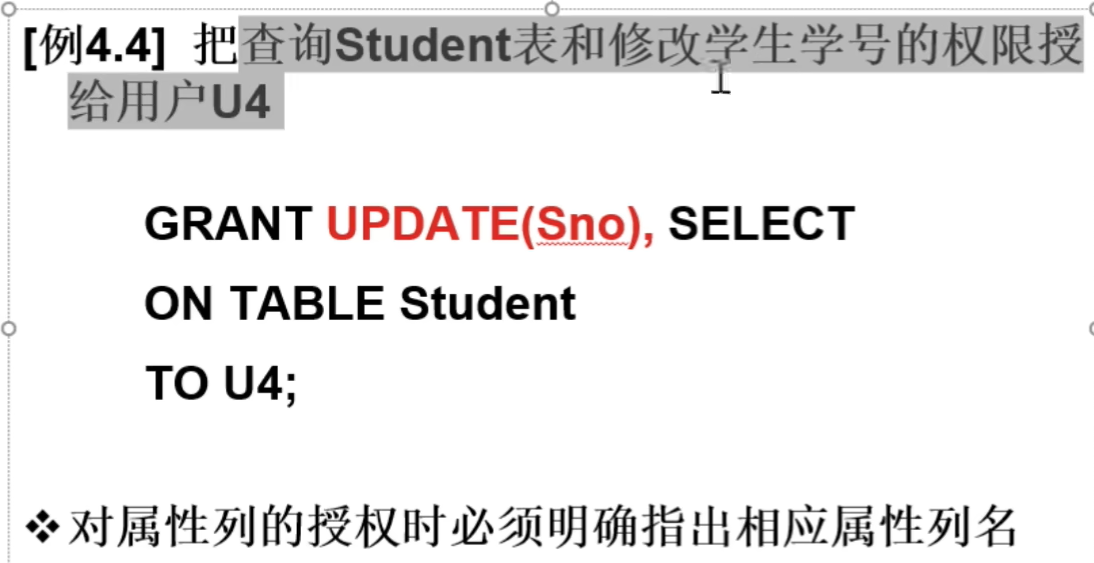 [例4.4] 把查询Student表和修改学生学号的权限授
给用户U4
GRANT UPDATE(Sno), SELECT
ON TABLE Student
TO U4;
❖对属性列的授权时必须明确指出相应属性列名